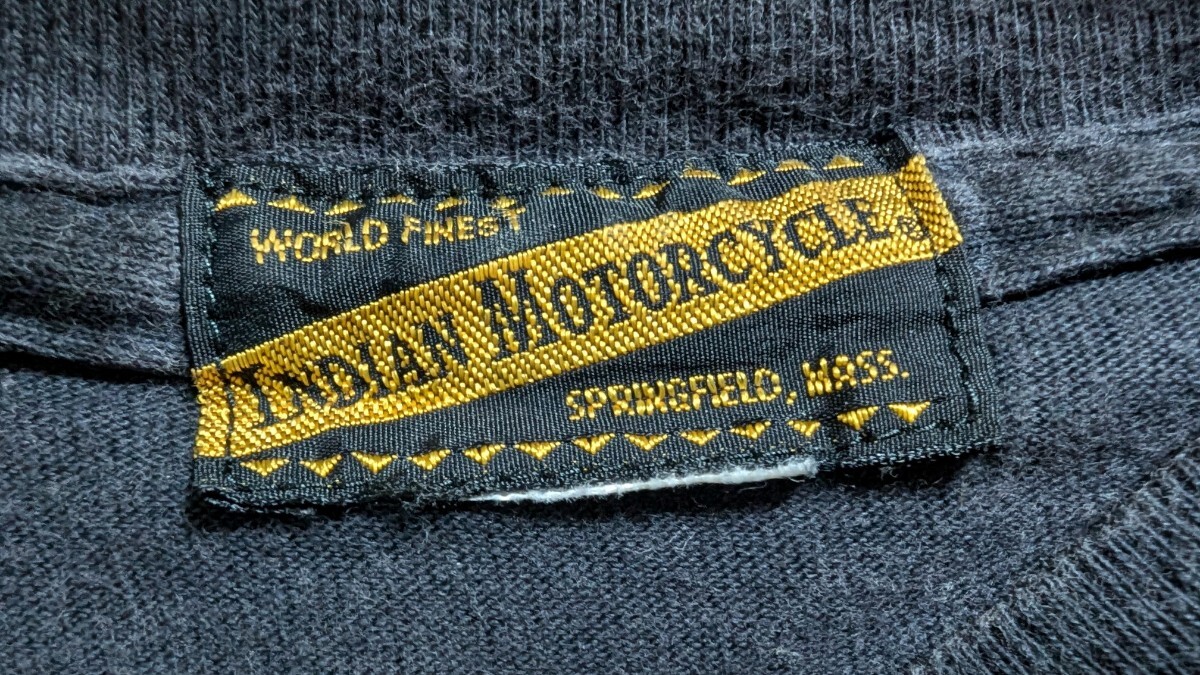 WORLD FINEST
INDIAN MOTORCYCLE®
SPRINGFIELD, MASS.